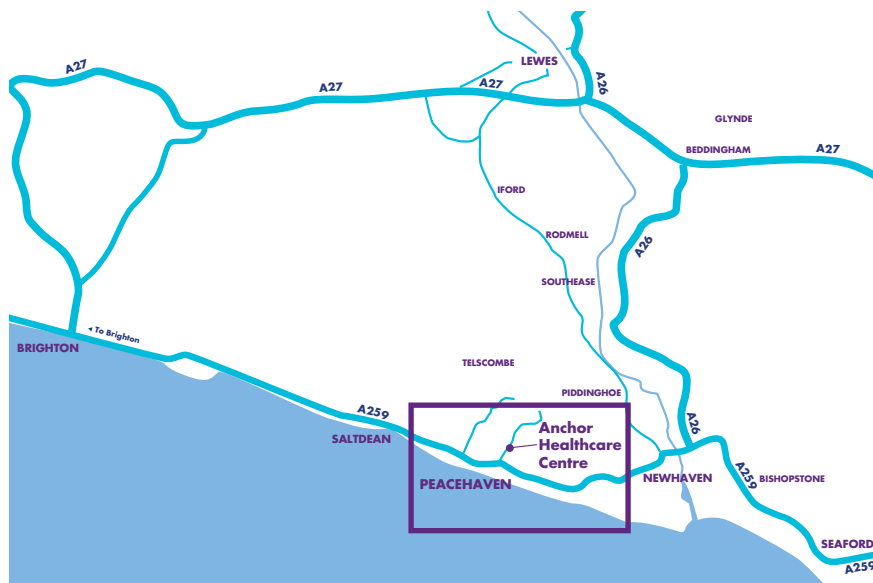 LEWES
A27
A27
A27
A26
GLYNDE
BEDDINGHAM
A27
IFORD
RODMELL
A26
SOUTHEASE
◄ To Brighton
BRIGHTON
TELSCOMBE
PIDDINGHOE
A259
SALTDEAN
Anchor
Healthcare
Centre
A26
PEACEHAVEN
NEWHAVEN
A259
BISHOPSTONE
SEAFORD
A259